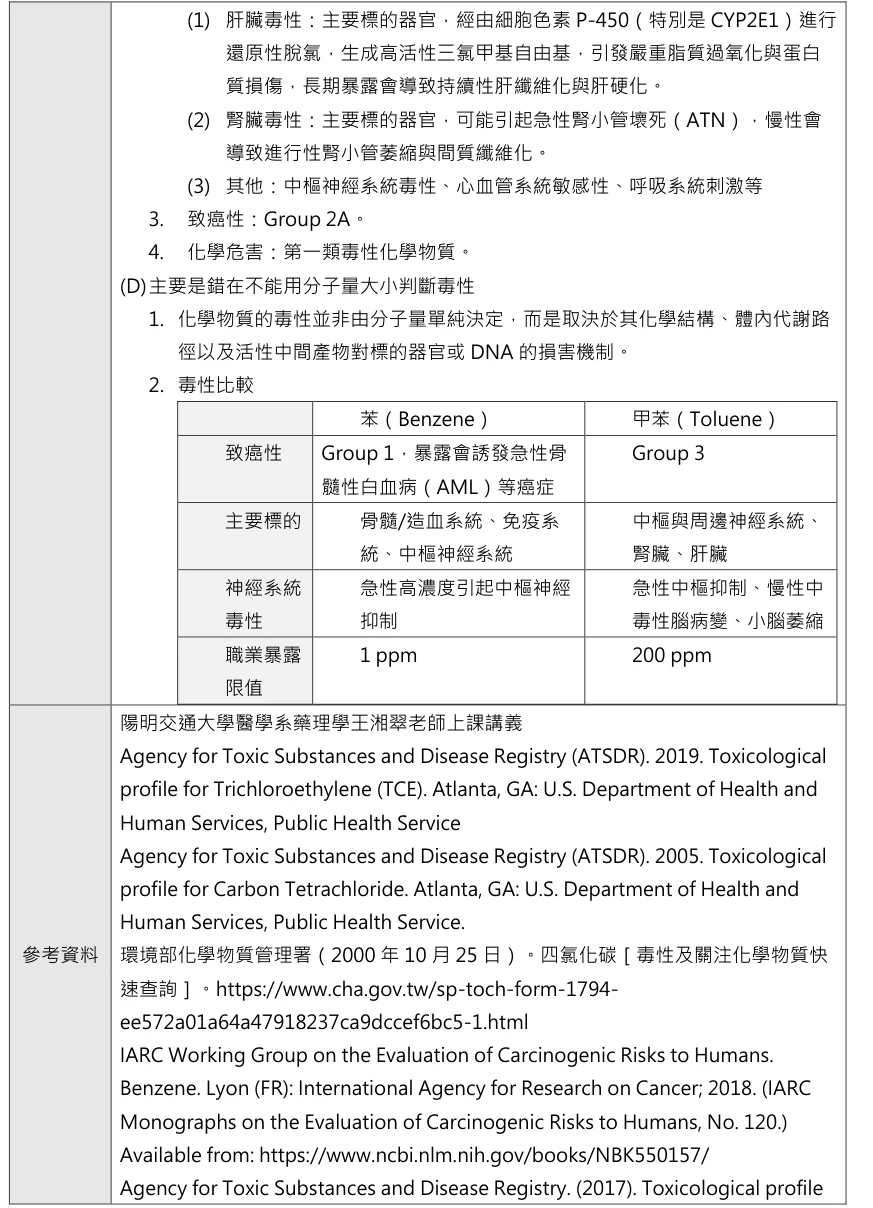 (1) 肝臟毒性：主要標的器官，經由細胞色素 P-450（特別是 CYP2E1）進行
還原性脫氯，生成高活性三氯甲基自由基，引發嚴重脂質過氧化與蛋白
質損傷，長期暴露會導致持續性肝纖維化與肝硬化。
(2) 腎臟毒性：主要標的器官，可能引起急性腎小管壞死（ATN），慢性會
導致進行性腎小管萎縮與間質纖維化。
(3) 其他：中樞神經系統毒性、心血管系統敏感性、呼吸系統刺激等
3. 致癌性：Group 2A。
4. 化學危害：第一類毒性化學物質。
(D)主要是錯在不能用分子量大小判斷毒性
1. 化學物質的毒性並非由分子量單純決定，而是取決於其化學結構、體內代謝路
徑以及活性中間產物對標的器官或 DNA 的損害機制。
2. 毒性比較
苯（Benzene） 甲苯（Toluene）
致癌性 Group 1，暴露會誘發急性骨 Group 3
髓性白血病（AML）等癌症
主要標的 骨髓/造血系統、免疫系 中樞與周邊神經系統、
統、中樞神經系統 腎臟、肝臟
神經系統 急性高濃度引起中樞神經 急性中樞抑制、慢性中
毒性 抑制 毒性腦病變、小腦萎縮
職業暴露 1 ppm 200 ppm
限值
陽明交通大學醫學系藥理學王湘翠老師上課講義
Agency for Toxic Substances and Disease Registry (ATSDR). 2019. Toxicological
profile for Trichloroethylene (TCE). Atlanta, GA: U.S. Department of Health and
Human Services, Public Health Service
Agency for Toxic Substances and Disease Registry (ATSDR). 2005. Toxicological
profile for Carbon Tetrachloride. Atlanta, GA: U.S. Department of Health and
Human Services, Public Health Service.
參考資料 環境部化學物質管理署（2000 年 10 月 25 日）。四氯化碳［毒性及關注化學物質快
速查詢］。https://www.cha.gov.tw/sp-toch-form-1794-
ee572a01a64a47918237ca9dccef6bc5-1.html
IARC Working Group on the Evaluation of Carcinogenic Risks to Humans.
Benzene. Lyon (FR): International Agency for Research on Cancer; 2018. (IARC
Monographs on the Evaluation of Carcinogenic Risks to Humans, No. 120.)
Available from: https://www.ncbi.nlm.nih.gov/books/NBK550157/
Agency for Toxic Substances and Disease Registry. (2017). Toxicological profile